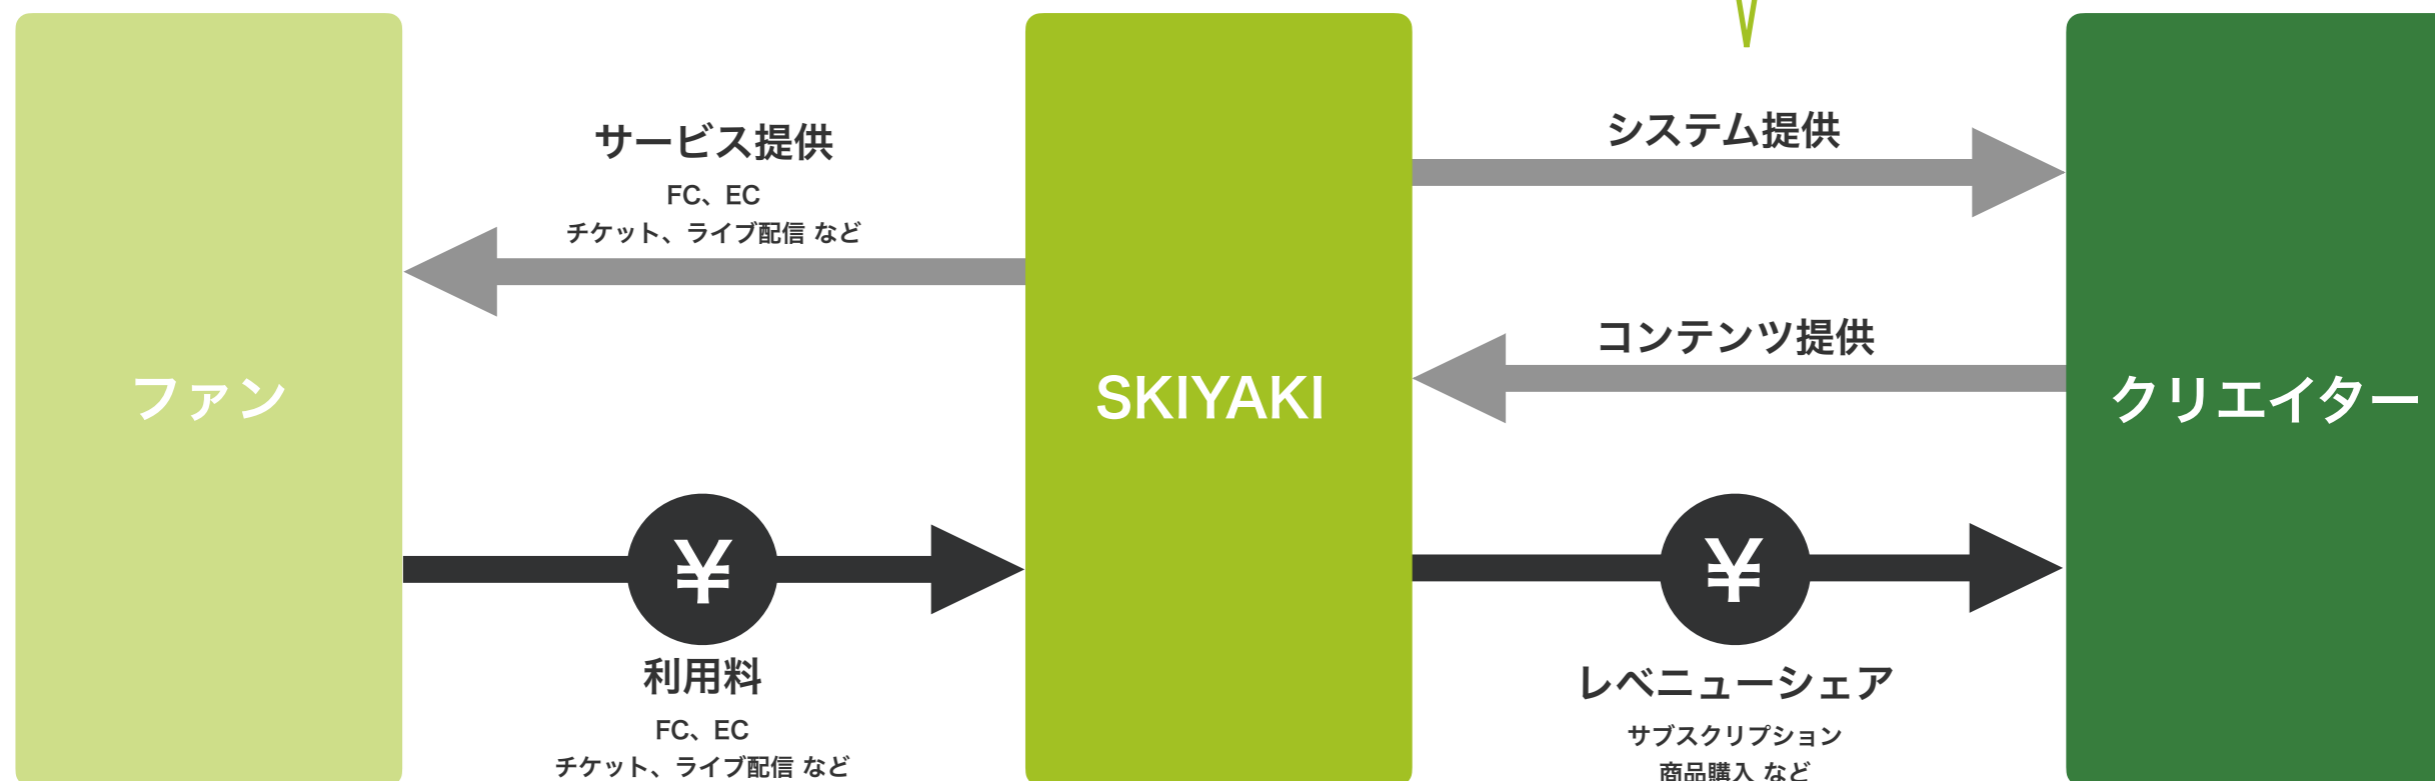 サービス提供
FC、EC
チケット、ライブ配信 など
システム提供
コンテンツ提供
ファン
SKIYAKI
クリエイター
¥
¥
利用料
FC、EC
チケット、ライブ配信 など
レベニューシェア
サブスクリプション
商品購入 など